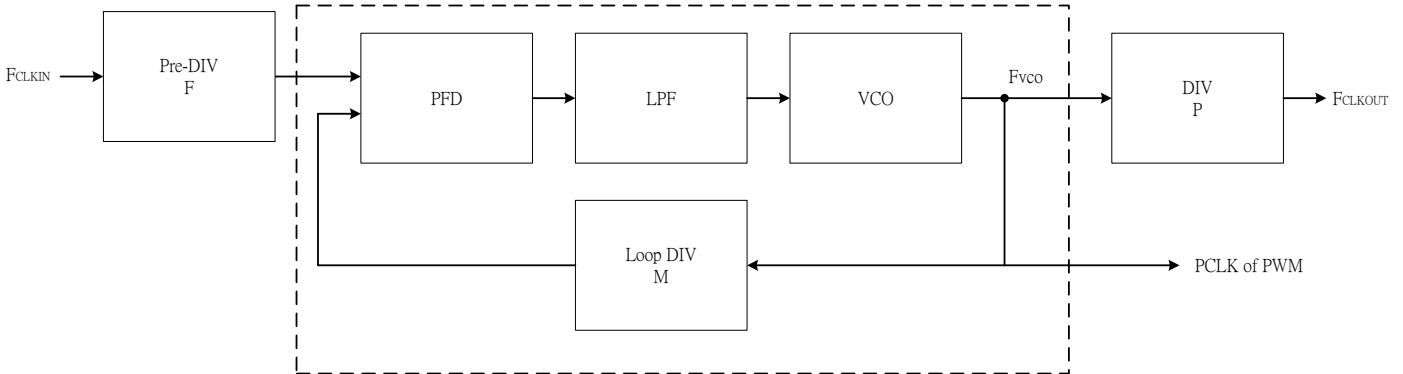 FCLKIN
Pre-DIV
F
PFD
LPF
VCO
Fvco
DIV
P
FCLKOUT
Loop DIV
M
PCLK of PWM